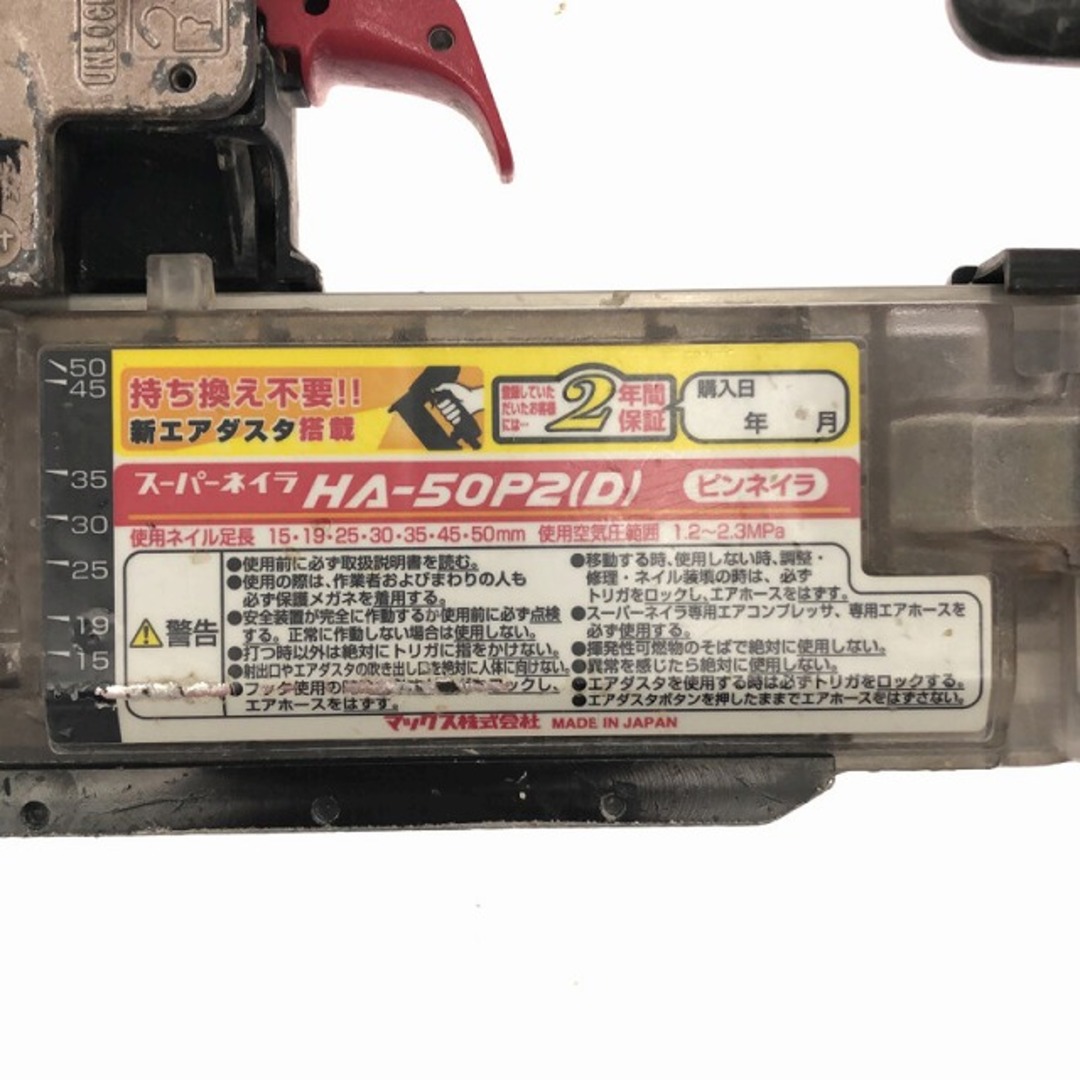 UNLOCK
50
45
35
30
25
19
15
持ち換え不要!!
新エアダスタ搭載
登録していた
だいたお客様
には…
2年間
保証
購入日
年 月
スーパーネイラ HA-50P2(D) ピンネイラ
使用ネイル足長 15・19・25・30・35・45・50mm 使用空気圧範囲 1.2〜2.3MPa
警告
●使用前に必ず取扱説明書を読む。
●使用の際は、作業者およびまわりの人も
必ず保護メガネを着用する。
●安全装置が完全に作動するか使用前に必ず点検
する。正常に作動しない場合は使用しない。
●打つ時以外は絶対にトリガに指をかけない。
●射出口やエアダスタの吹き出し口を絶対に人体に向けない。
●フック使用の ロックし、
エアホースをはずす。
●移動する時、使用しない時、調整・
修理・ネイル装填の時は、必ず
トリガをロックし、エアホースをはずす。
●スーパーネイラ専用エアコンプレッサ、専用エアホースを
必ず使用する。
●揮発性可燃物のそばで絶対に使用しない。
●異常を感じたら絶対に使用しない。
●エアダスタを使用する時は必ずトリガをロックする。
●エアダスタボタンを押したままでエアホースをはずさない。
マックス株式会社 MADE IN JAPAN